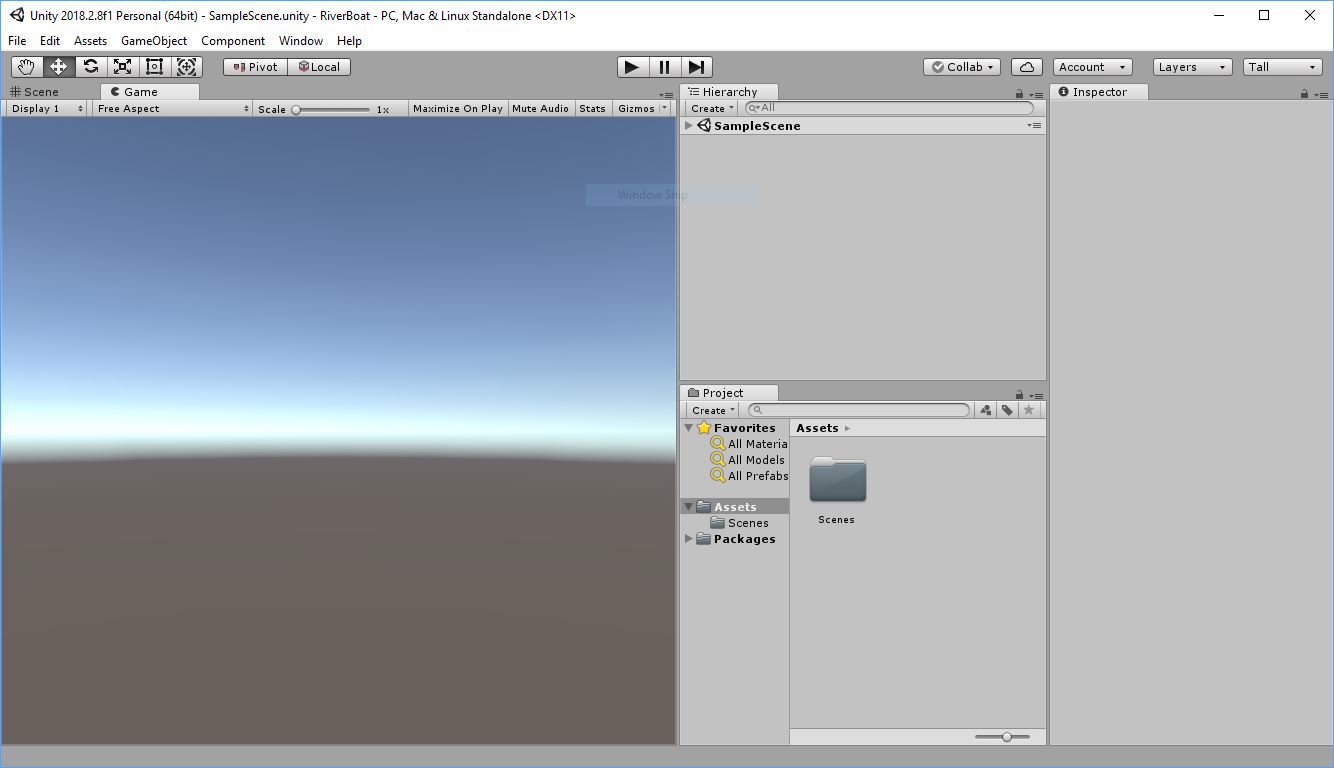 Unity 2018.2.8f1 Personal (64bit) - SampleScene.unity - RiverBoat - PC, Mac & Linux Standalone <DX11>
File Edit Assets GameObject Component Window Help
Pivot Local Collab Account Layers Tall
Scene Game
Display 1 Free Aspect Scale 1x Maximize On Play Mute Audio Stats Gizmos
Hierarchy
Create All
SampleScene
Window Snip
Project
Create
Favorites
All Materia
All Models
All Prefabs
Assets
Scenes
Packages
Assets
Scenes
Inspector